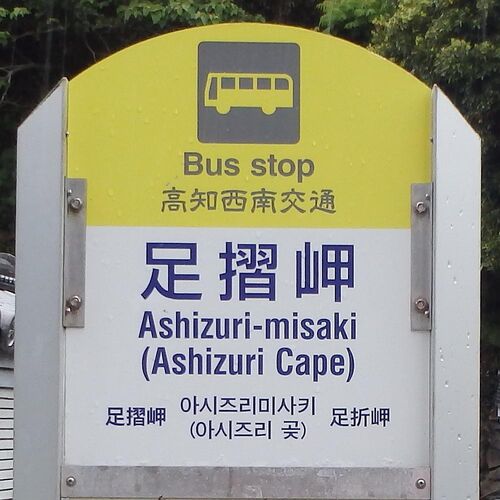 Bus stop
高知西南交通
足摺岬
Ashizuri-misaki
(Ashizuri Cape)
足摺岬 아시즈리미사키 足折岬
(아시즈리 곶)